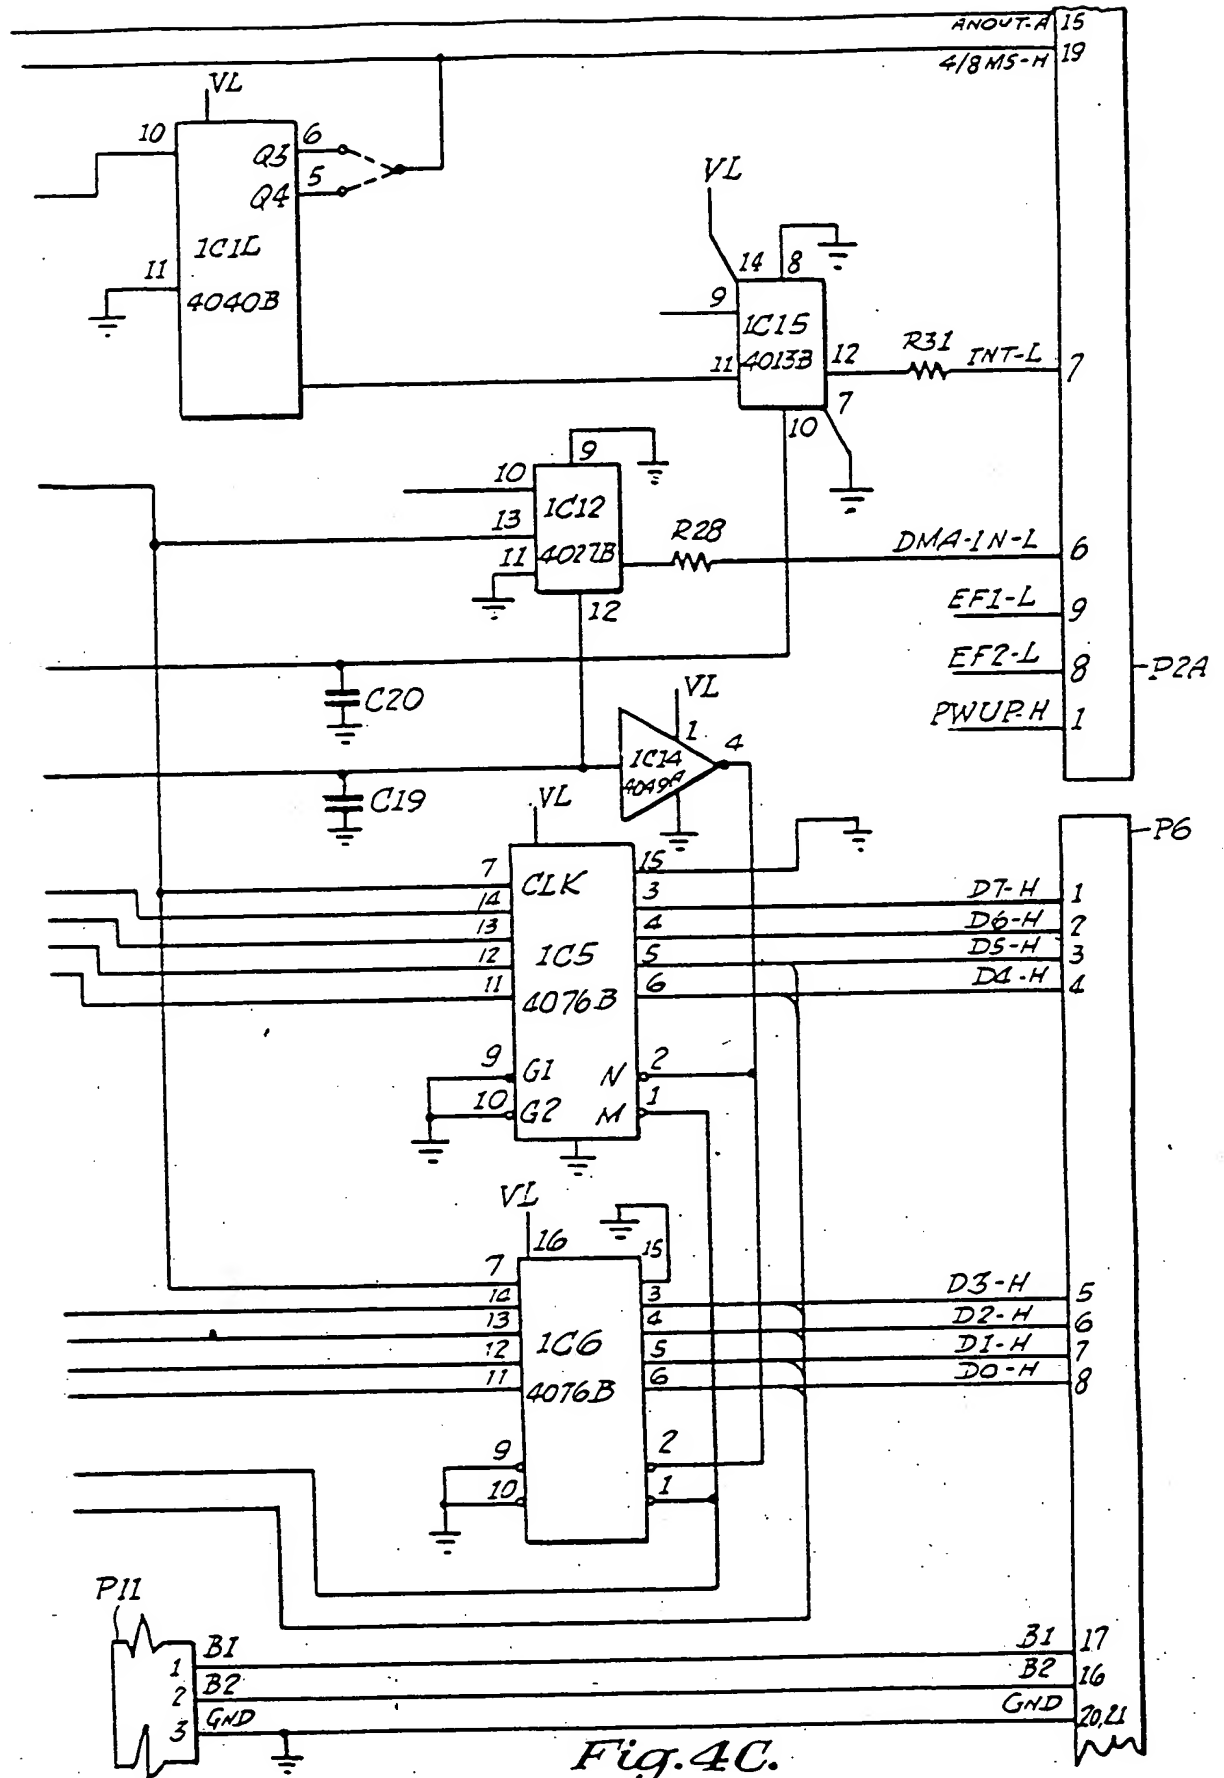 ANOUT-A 15
4/8MS-H 19
VL
10 Q3 6
Q4 5
IC1L
11
4040B
VL
14 8
9
IC15
11 4013B 12 R31 INT-L 7
10 7
9
10
IC12
13
11 4027B R28 DMA-IN-L 6
12
EF1-L 9
EF2-L 8
P2A
PWUP-H 1
C20
VL
1
IC14 4
4049A
C19
VL
P6
7 CLK 15
14 3 D7-H 1
13 4 D6-H 2
12 IC5 5 D5-H 3
11 4076B 6 D4-H 4
9 G1 N 2
10 G2 M 1
VL
16 15
7
14 3 D3-H 5
13 4 D2-H 6
12 IC6 5 D1-H 7
11 4076B 6 D0-H 8
9 2
10 1
P11
1 B1 B1 17
2 B2 B2 16
3 GND GND 20,21
Fig.4C.